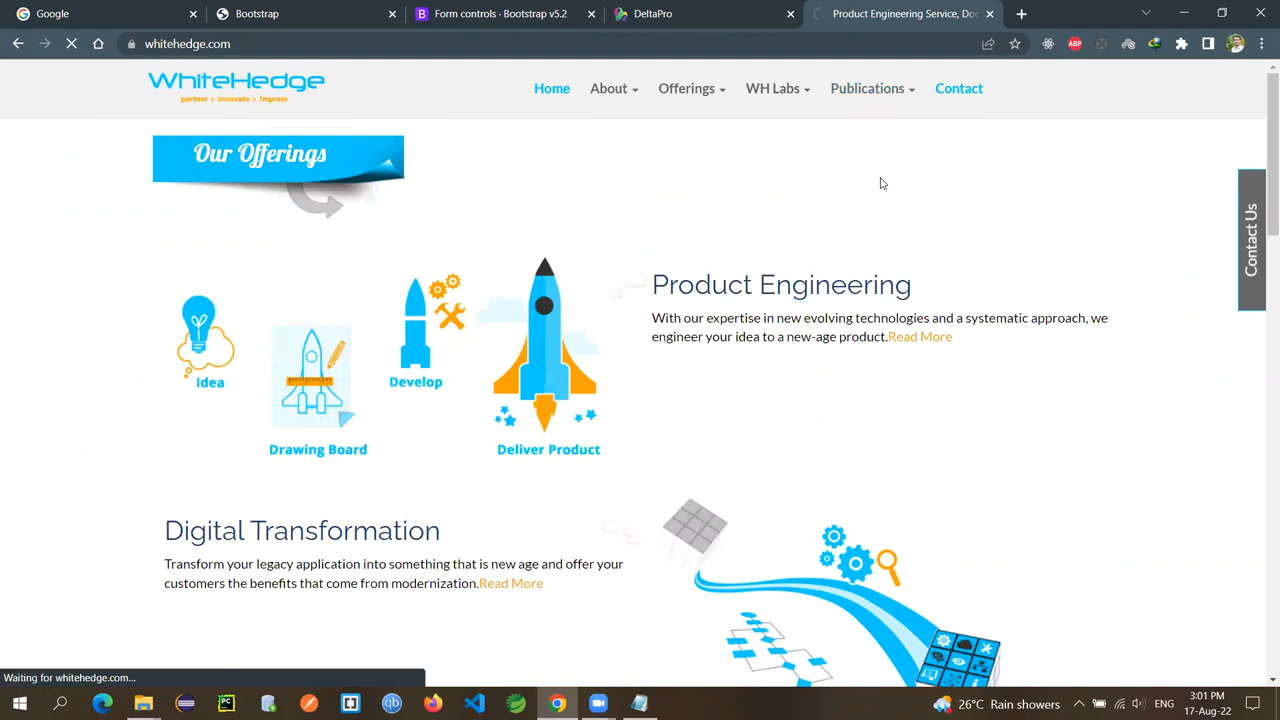 Google
Bootstrap
Form controls · Bootstrap v5.2
DeltaPro
Product Engineering Service, Doc
whitehedge.com
ABP
WhiteHedge
partner > innovate > impress
Home
About
Offerings
WH Labs
Publications
Contact
Our Offerings
Contact Us
Idea
Drawing Board
Develop
Deliver Product
Product Engineering
With our expertise in new evolving technologies and a systematic approach, we
engineer your idea to a new-age product.Read More
Digital Transformation
Transform your legacy application into something that is new age and offer your
customers the benefits that come from modernization.Read More
Waiting for whitehedge.com...
PC
qb
26°C Rain showers
ENG
3:01 PM
17-Aug-22